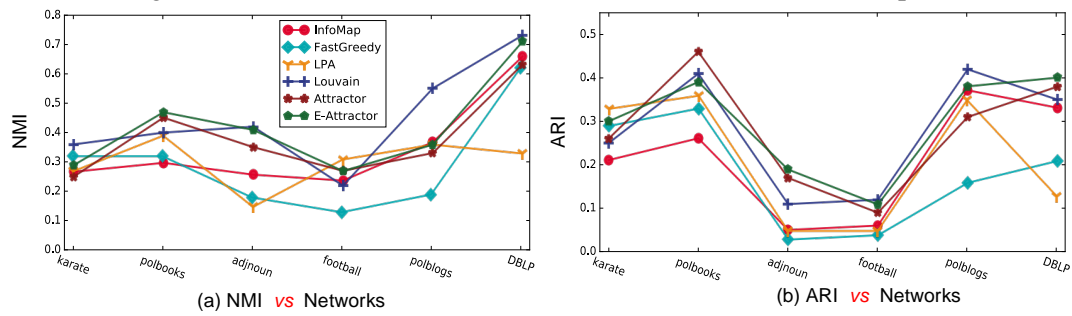 0.8
0.7
0.6
0.5
0.4
0.3
0.2
0.1
0.0
NMI
InfoMap
FastGreedy
LPA
Louvain
Attractor
E-Attractor
karate
polbooks
adjnoun
football
polblogs
DBLP
(a) NMI vs Networks
0.5
0.4
0.3
0.2
0.1
0.0
ARI
karate
polbooks
adjnoun
football
polblogs
DBLP
(b) ARI vs Networks